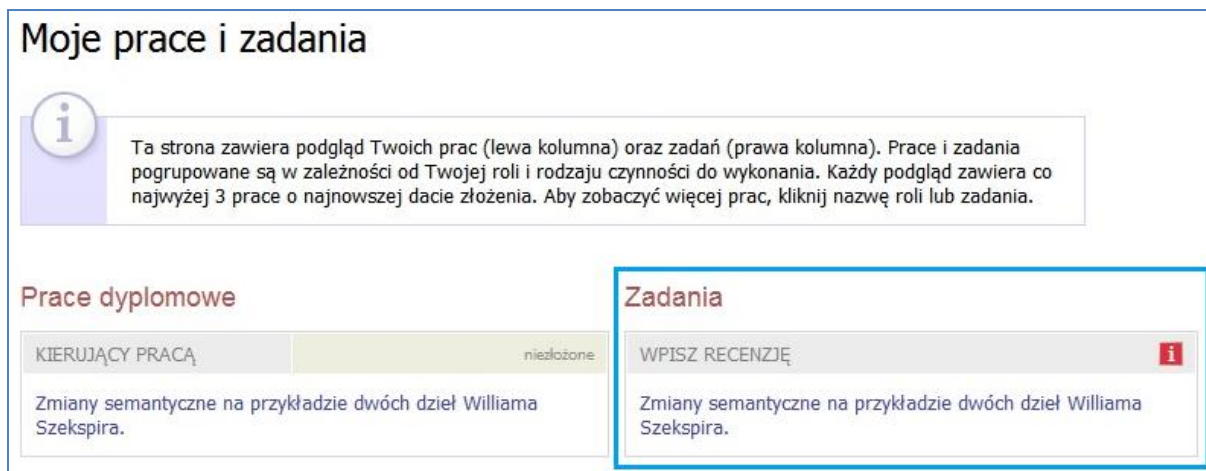 Moje prace i zadania
Ta strona zawiera podgląd Twoich prac (lewa kolumna) oraz zadań (prawa kolumna). Prace i zadania
pogrupowane są w zależności od Twojej roli i rodzaju czynności do wykonania. Każdy podgląd zawiera co
najwyżej 3 prace o najnowszej dacie złożenia. Aby zobaczyć więcej prac, kliknij nazwę roli lub zadania.
Prace dyplomowe
KIERUJĄCY PRACĄ niezłożone
Zmiany semantyczne na przykładzie dwóch dzieł Williama
Szekspira.
Zadania
WPISZ RECENZJĘ
Zmiany semantyczne na przykładzie dwóch dzieł Williama
Szekspira.